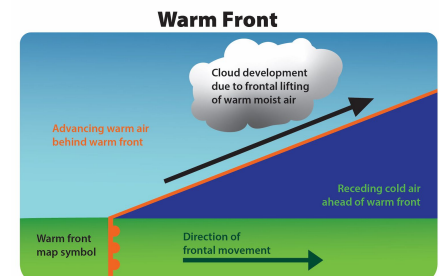 Warm Front
Cloud development
due to frontal lifting
of warm moist air
Advancing warm air
behind warm front
Receding cold air
ahead of warm front
Warm front
map symbol
Direction of
frontal movement